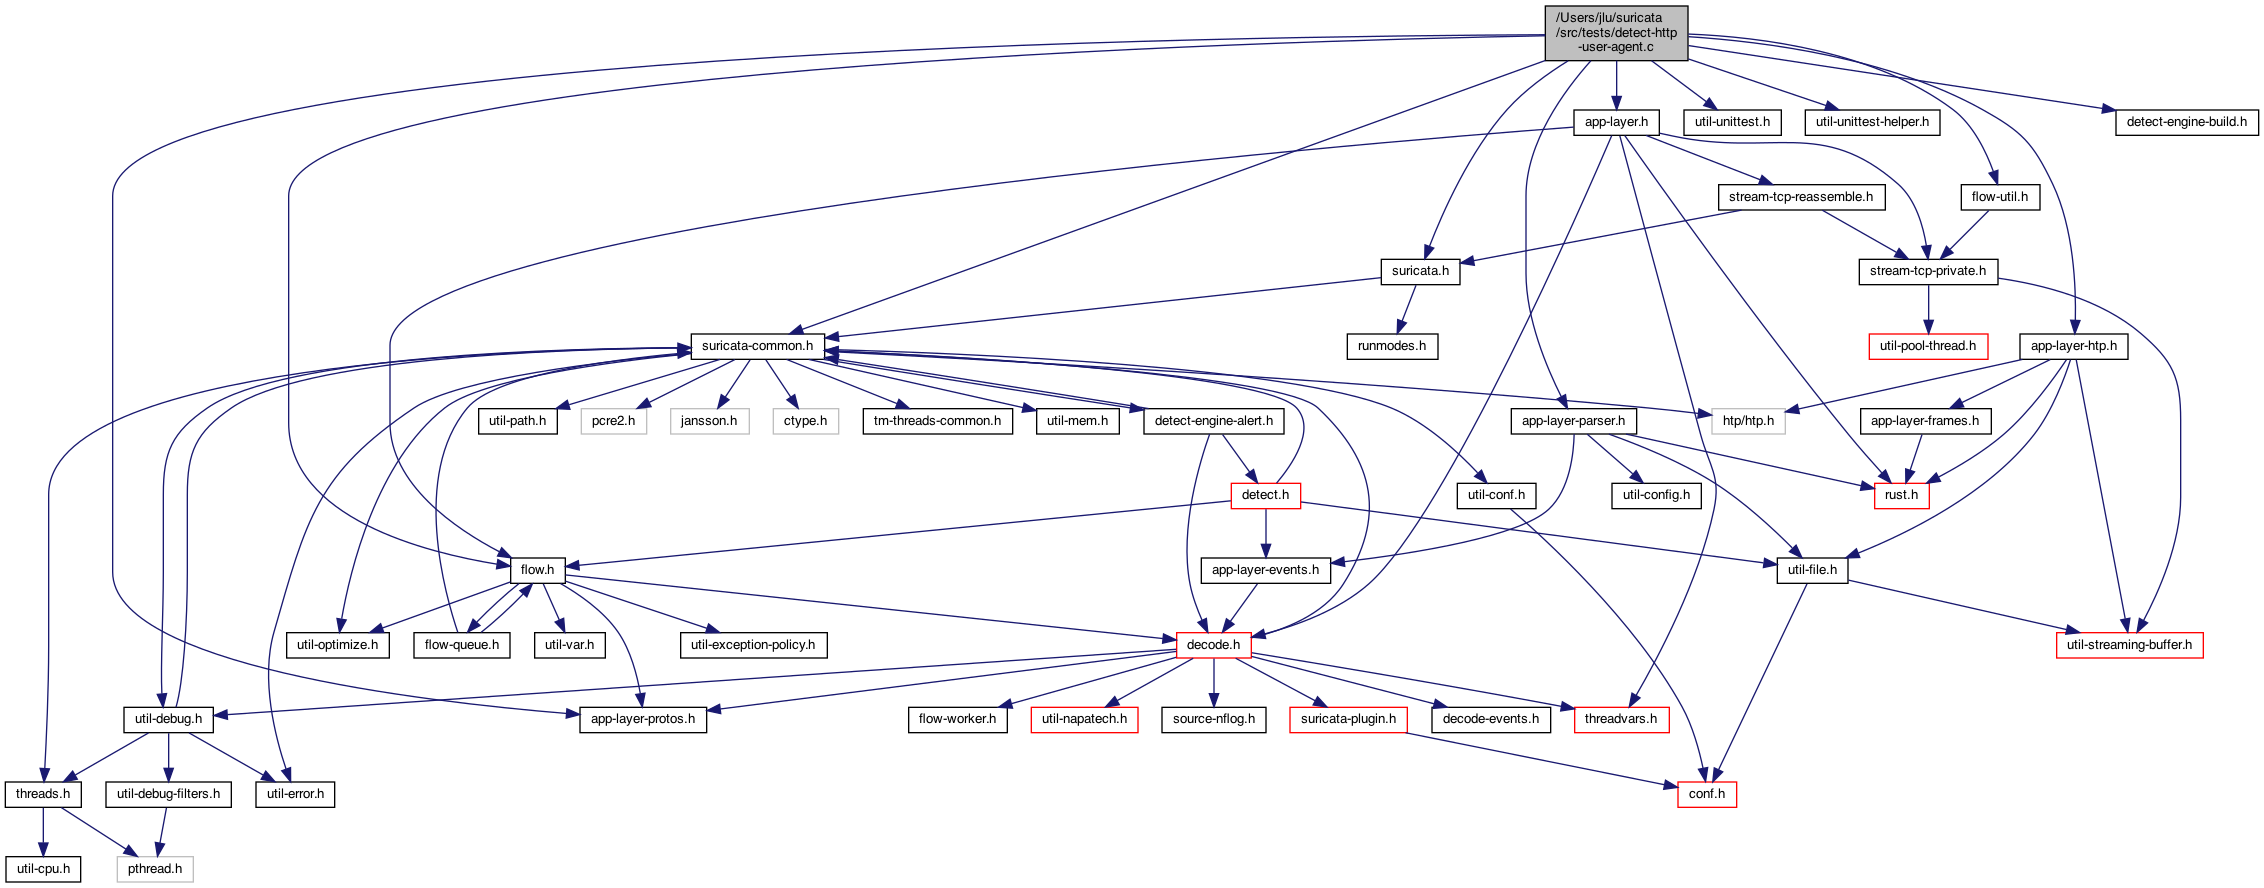 /Users/jlu/suricata
/src/tests/detect-http
-user-agent.c
app-layer.h
util-unittest.h
util-unittest-helper.h
detect-engine-build.h
stream-tcp-reassemble.h
flow-util.h
suricata.h
stream-tcp-private.h
suricata-common.h
runmodes.h
util-pool-thread.h
app-layer-htp.h
util-path.h
pcre2.h
jansson.h
ctype.h
tm-threads-common.h
util-mem.h
detect-engine-alert.h
app-layer-parser.h
htp/htp.h
app-layer-frames.h
detect.h
util-conf.h
util-config.h
rust.h
flow.h
app-layer-events.h
util-file.h
util-optimize.h
flow-queue.h
util-var.h
util-exception-policy.h
decode.h
util-streaming-buffer.h
util-debug.h
app-layer-protos.h
flow-worker.h
util-napatech.h
source-nflog.h
suricata-plugin.h
decode-events.h
threadvars.h
threads.h
util-debug-filters.h
util-error.h
conf.h
util-cpu.h
pthread.h